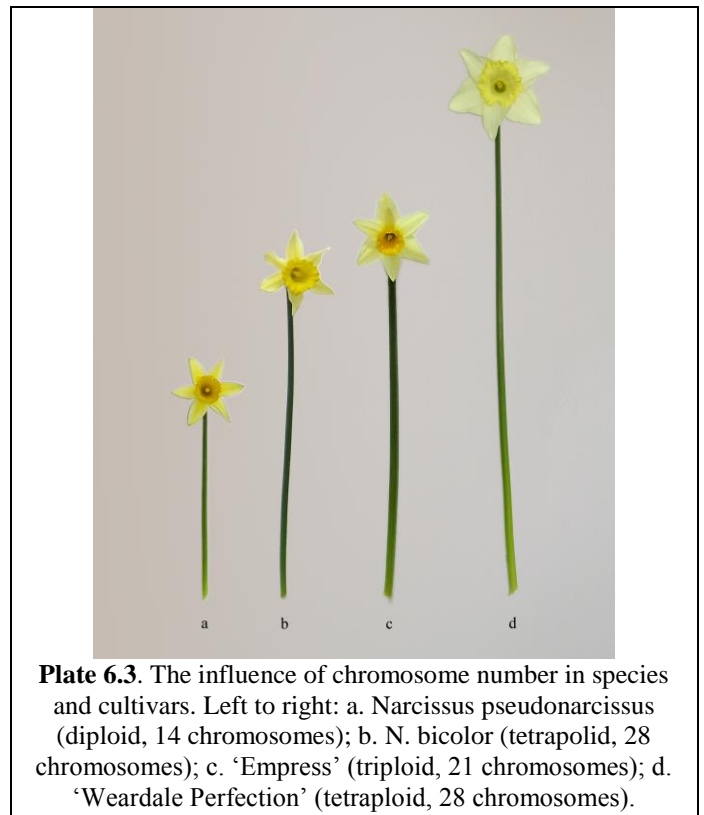 a b c d
Plate 6.3. The influence of chromosome number in species
and cultivars. Left to right: a. Narcissus pseudonarcissus
(diploid, 14 chromosomes); b. N. bicolor (tetrapolid, 28
chromosomes); c. ‘Empress’ (triploid, 21 chromosomes); d.
‘Weardale Perfection’ (tetraploid, 28 chromosomes).